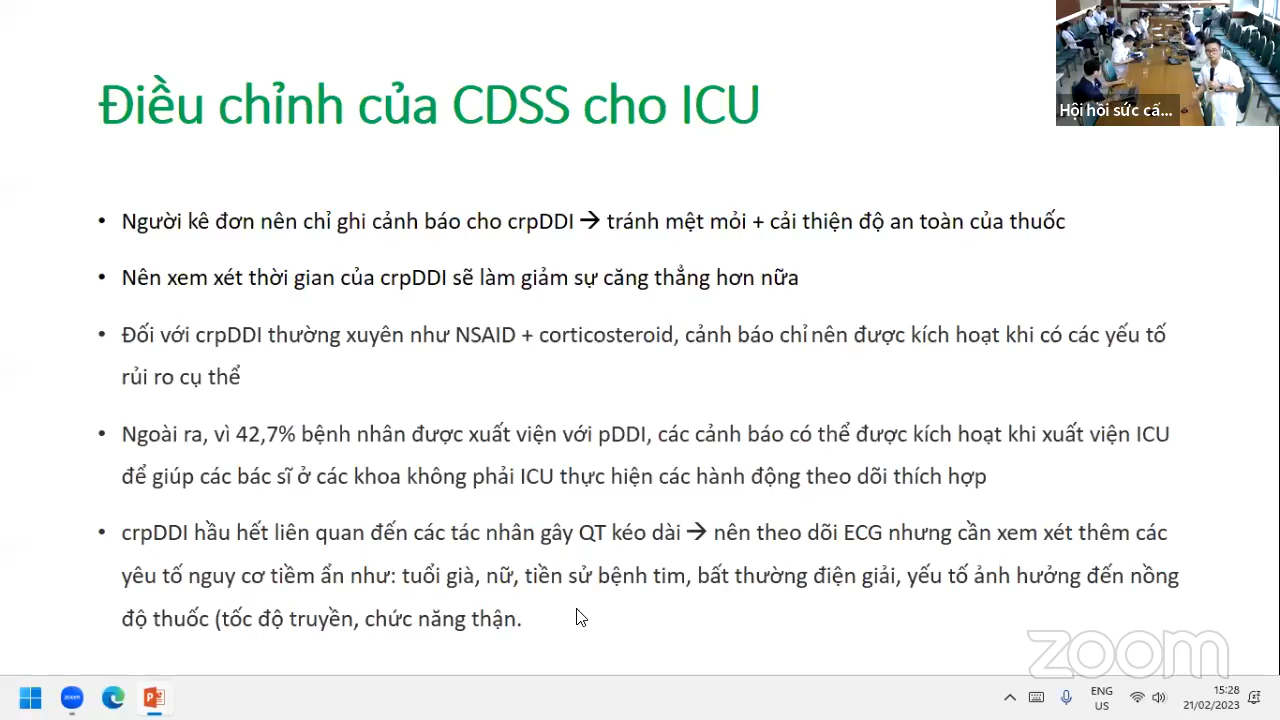 Điều chỉnh của CDSS cho ICU
Hội hồi sức cấ...
• Người kê đơn nên chỉ ghi cảnh báo cho crpDDI → tránh mệt mỏi + cải thiện độ an toàn của thuốc
• Nên xem xét thời gian của crpDDI sẽ làm giảm sự căng thẳng hơn nữa
• Đối với crpDDI thường xuyên như NSAID + corticosteroid, cảnh báo chỉ nên được kích hoạt khi có các yếu tố
rủi ro cụ thể
• Ngoài ra, vì 42,7% bệnh nhân được xuất viện với pDDI, các cảnh báo có thể được kích hoạt khi xuất viện ICU
để giúp các bác sĩ ở các khoa không phải ICU thực hiện các hành động theo dõi thích hợp
• crpDDI hầu hết liên quan đến các tác nhân gây QT kéo dài → nên theo dõi ECG nhưng cần xem xét thêm các
yêu tố nguy cơ tiềm ẩn như: tuổi già, nữ, tiền sử bệnh tim, bất thường điện giải, yếu tố ảnh hưởng đến nồng
độ thuốc (tốc độ truyền, chức năng thận.
zoom
zoom
ENG
US
15:28
21/02/2023